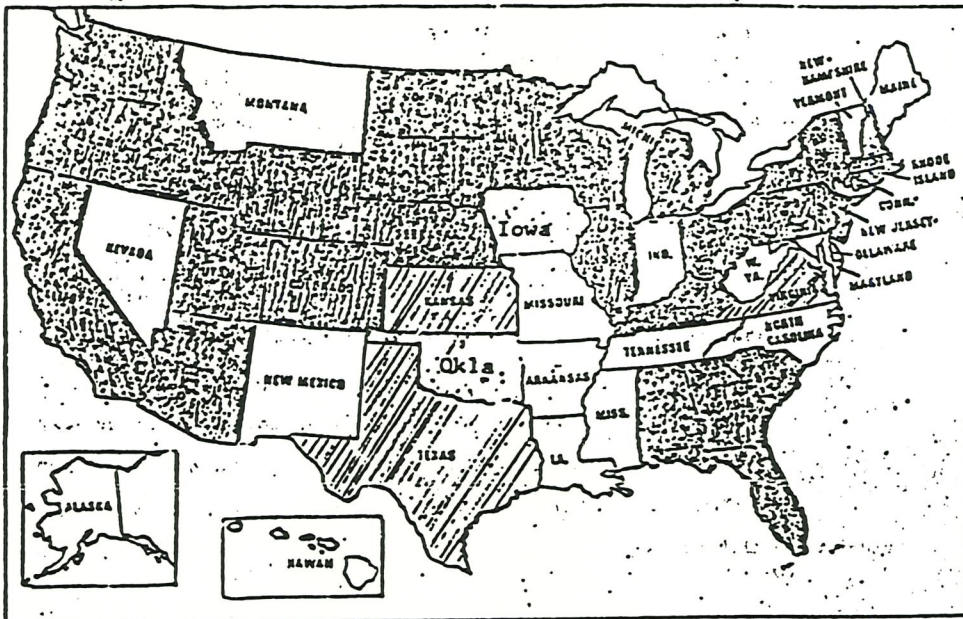 NEW-
HAMPSHIRE
VERMONT
MAINE
MONTANA
MICH.
RHODE
ISLAND
CONN.
NEW JERSEY
DELAWARE
MARYLAND
Iowa
NEVADA
IND.
W.
VA.
VIRGINIA
KANSAS
MISSOURI
NORTH
CAROLINA
TENNESSEE
NEW MEXICO
Okla
ARKANSAS
MISS.
TEXAS
LA.
ALASKA
HAWAII